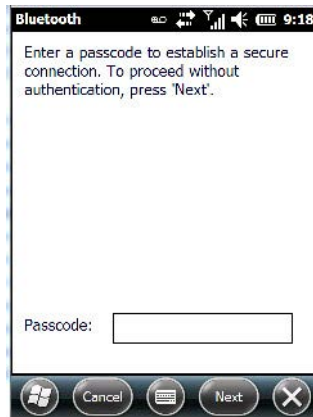 Bluetooth 9:18
Enter a passcode to establish a secure
connection. To proceed without
authentication, press 'Next'.
Passcode:
Cancel Next